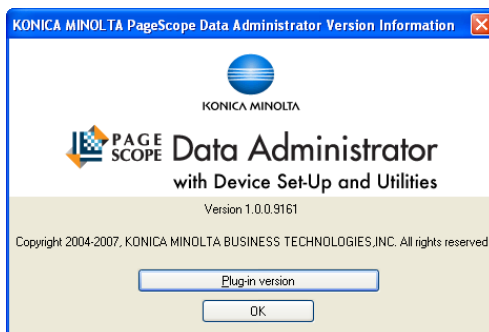 KONICA MINOLTA PageScope Data Administrator Version Information
KONICA MINOLTA
PAGE SCOPE Data Administrator
with Device Set-Up and Utilities
Version 1.0.0.9161
Copyright 2004-2007, KONICA MINOLTA BUSINESS TECHNOLOGIES,INC. All rights reserved
Plug-in version
OK